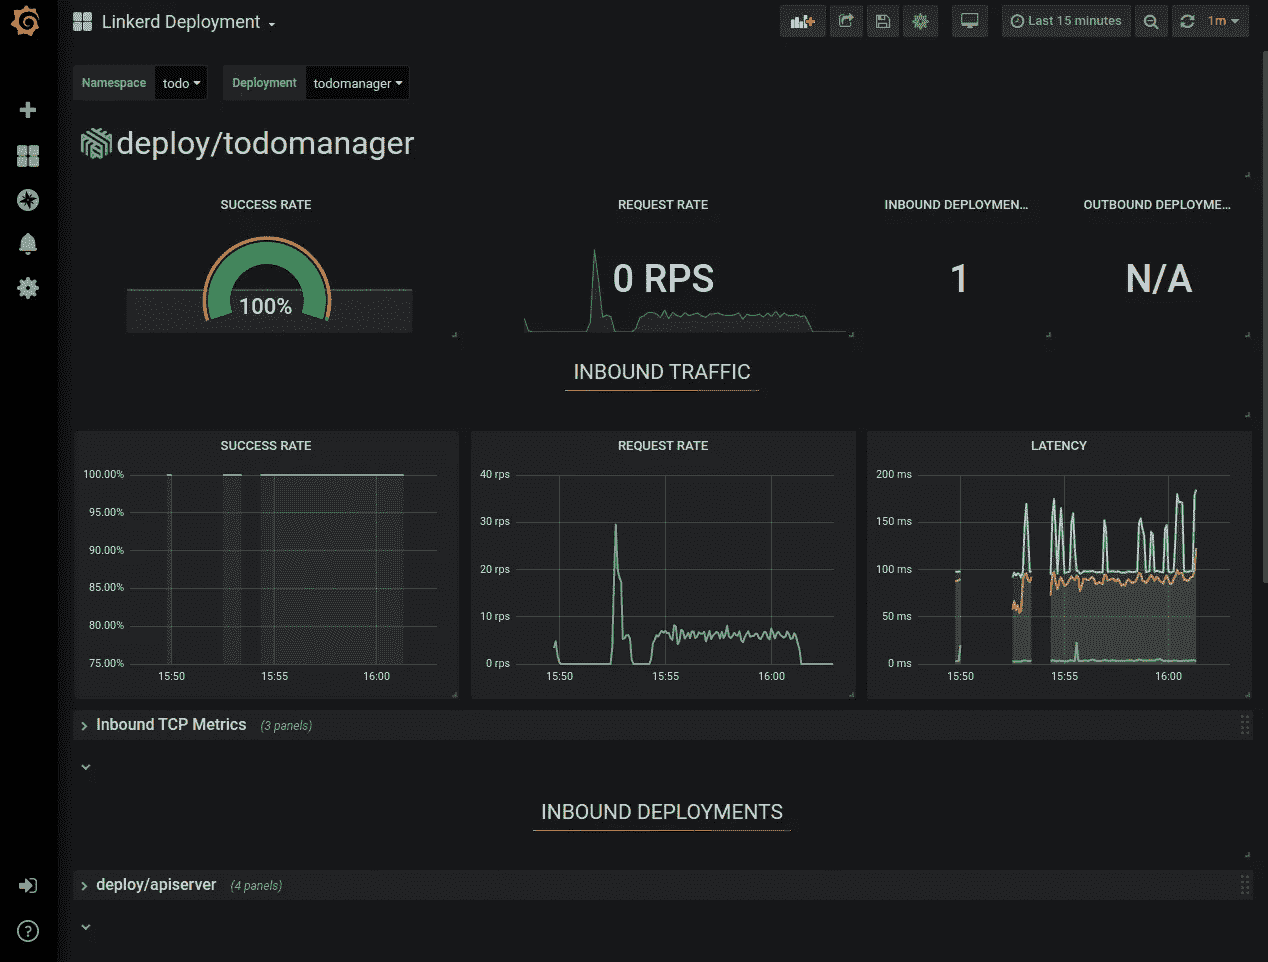 Linkerd Deployment
Last 15 minutes
1m
Namespace todo
Deployment todomanager
deploy/todomanager
SUCCESS RATE
REQUEST RATE
INBOUND DEPLOYMEN...
OUTBOUND DEPLOYME...
100%
0 RPS
1
N/A
INBOUND TRAFFIC
SUCCESS RATE
100.00%
95.00%
90.00%
85.00%
80.00%
75.00%
15:50 15:55 16:00
REQUEST RATE
40 rps
30 rps
20 rps
10 rps
0 rps
15:50 15:55 16:00
LATENCY
200 ms
150 ms
100 ms
50 ms
0 ms
15:50 15:55 16:00
Inbound TCP Metrics (3 panels)
INBOUND DEPLOYMENTS
deploy/apiserver (4 panels)